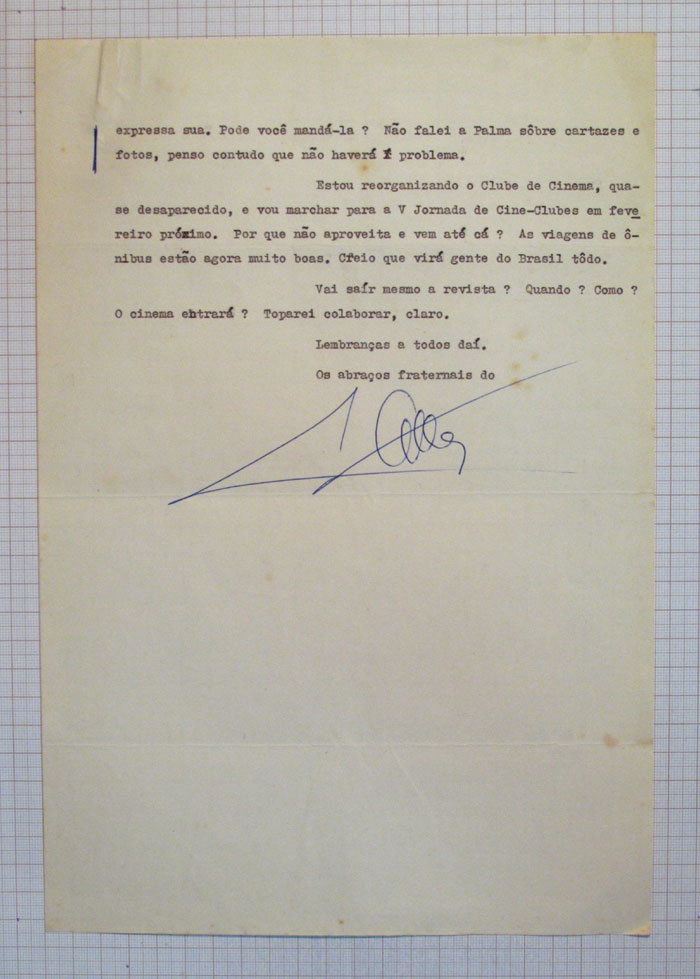 expressa sua. Pode você mandá-la ? Não falei a Palma sôbre cartazes e
fotos, penso contudo que não haverá problema.
Estou reorganizando o Clube de Cinema, qua-
se desaparecido, e vou marchar para a V Jornada de Cine-Clubes em feve
reiro próximo. Por que não aproveita e vem até cá ? As viagens de ô-
nibus estão agora muito boas. Cfeio que virá gente do Brasil tôdo.
Vai saír mesmo a revista ? Quando ? Como ?
O cinema entrará ? Toparei colaborar, claro.
Lembranças a todos daí.
Os abraços fraternais do